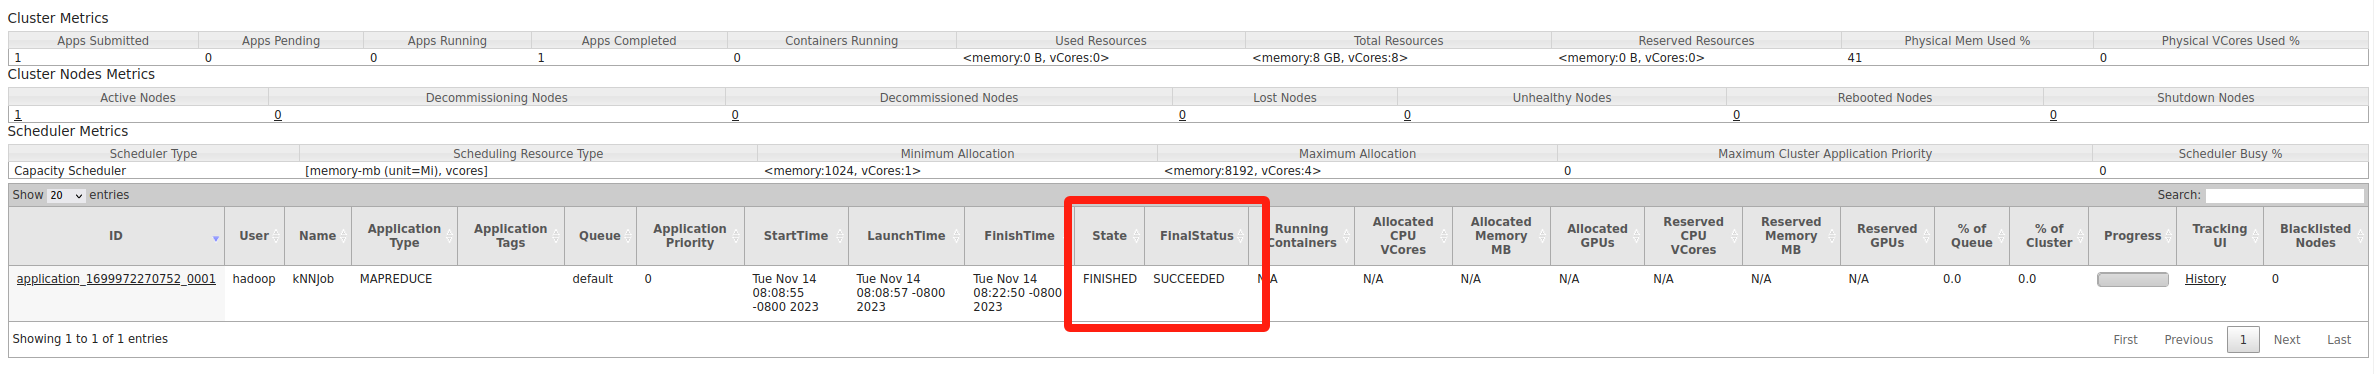 Cluster Metrics
Apps Submitted Apps Pending Apps Running Apps Completed Containers Running Used Resources Total Resources Reserved Resources Physical Mem Used % Physical VCores Used %
1 0 0 1 0 <memory:0 B, vCores:0> <memory:8 GB, vCores:8> <memory:0 B, vCores:0> 41 0
Cluster Nodes Metrics
Active Nodes Decommissioning Nodes Decommissioned Nodes Lost Nodes Unhealthy Nodes Rebooted Nodes Shutdown Nodes
1 0 0 0 0 0 0
Scheduler Metrics
Scheduler Type Scheduling Resource Type Minimum Allocation Maximum Allocation Maximum Cluster Application Priority Scheduler Busy %
Capacity Scheduler [memory-mb (unit=Mi), vcores] <memory:1024, vCores:1> <memory:8192, vCores:4> 0 0
Show 20 entries Search:
ID User Name Application Type Application Tags Queue Application Priority StartTime LaunchTime FinishTime State FinalStatus Running Containers Allocated CPU VCores Allocated Memory MB Allocated GPUs Reserved CPU VCores Reserved Memory MB Reserved GPUs % of Queue % of Cluster Progress Tracking UI Blacklisted Nodes
application_1699972270752_0001 hadoop kNNJob MAPREDUCE default 0 Tue Nov 14 08:08:55 -0800 2023 Tue Nov 14 08:08:57 -0800 2023 Tue Nov 14 08:22:50 -0800 2023 FINISHED SUCCEEDED N/A N/A N/A N/A N/A N/A N/A 0.0 0.0 History 0
Showing 1 to 1 of 1 entries First Previous 1 Next Last